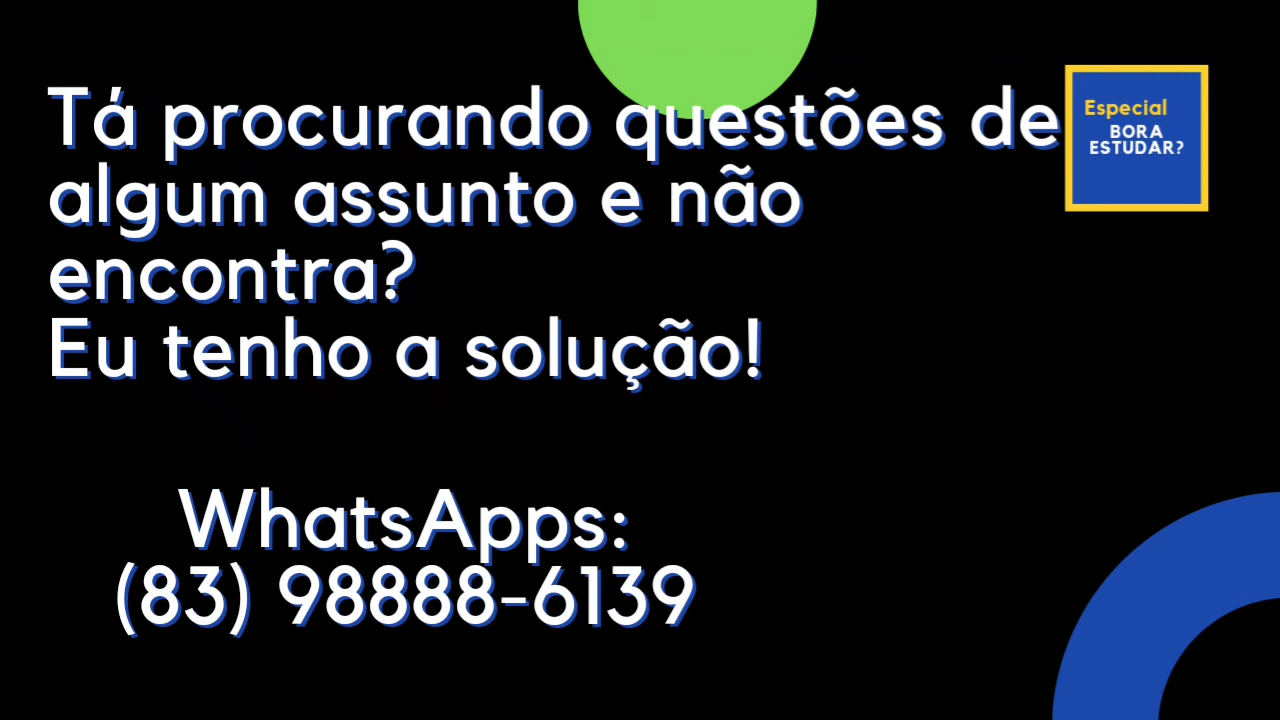 Tá procurando questões de
algum assunto e não
encontra?
Eu tenho a solução!
Especial
BORA
ESTUDAR?
WhatsApps:
(83) 98888-6139